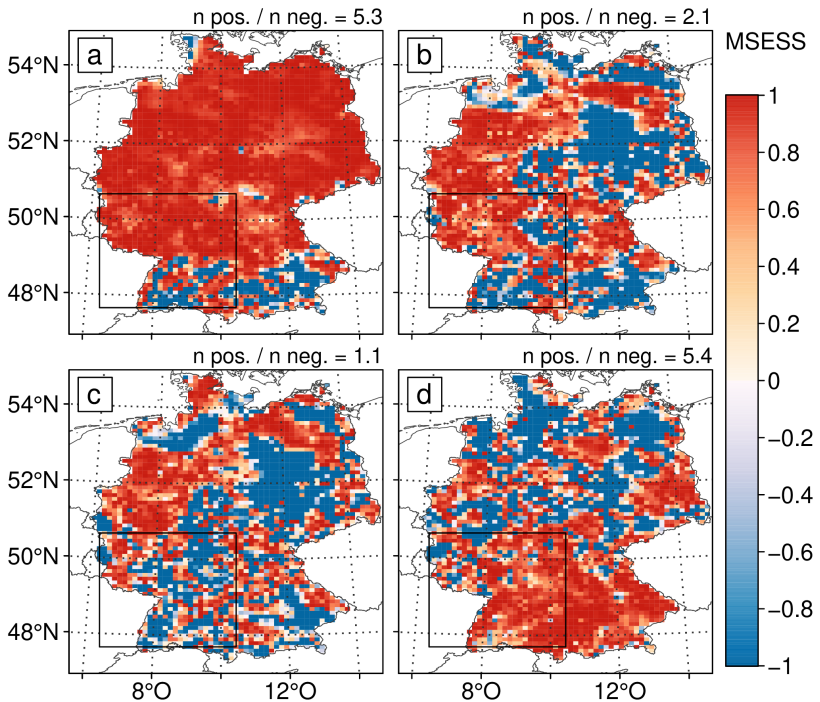 n pos. / n neg. = 5.3
n pos. / n neg. = 2.1
MSESS
a
b
54°N
52°N
50°N
48°N
1
0.8
0.6
0.4
0.2
0
−0.2
−0.4
−0.6
−0.8
−1
n pos. / n neg. = 1.1
n pos. / n neg. = 5.4
c
d
54°N
52°N
50°N
48°N
8°O
12°O
8°O
12°O